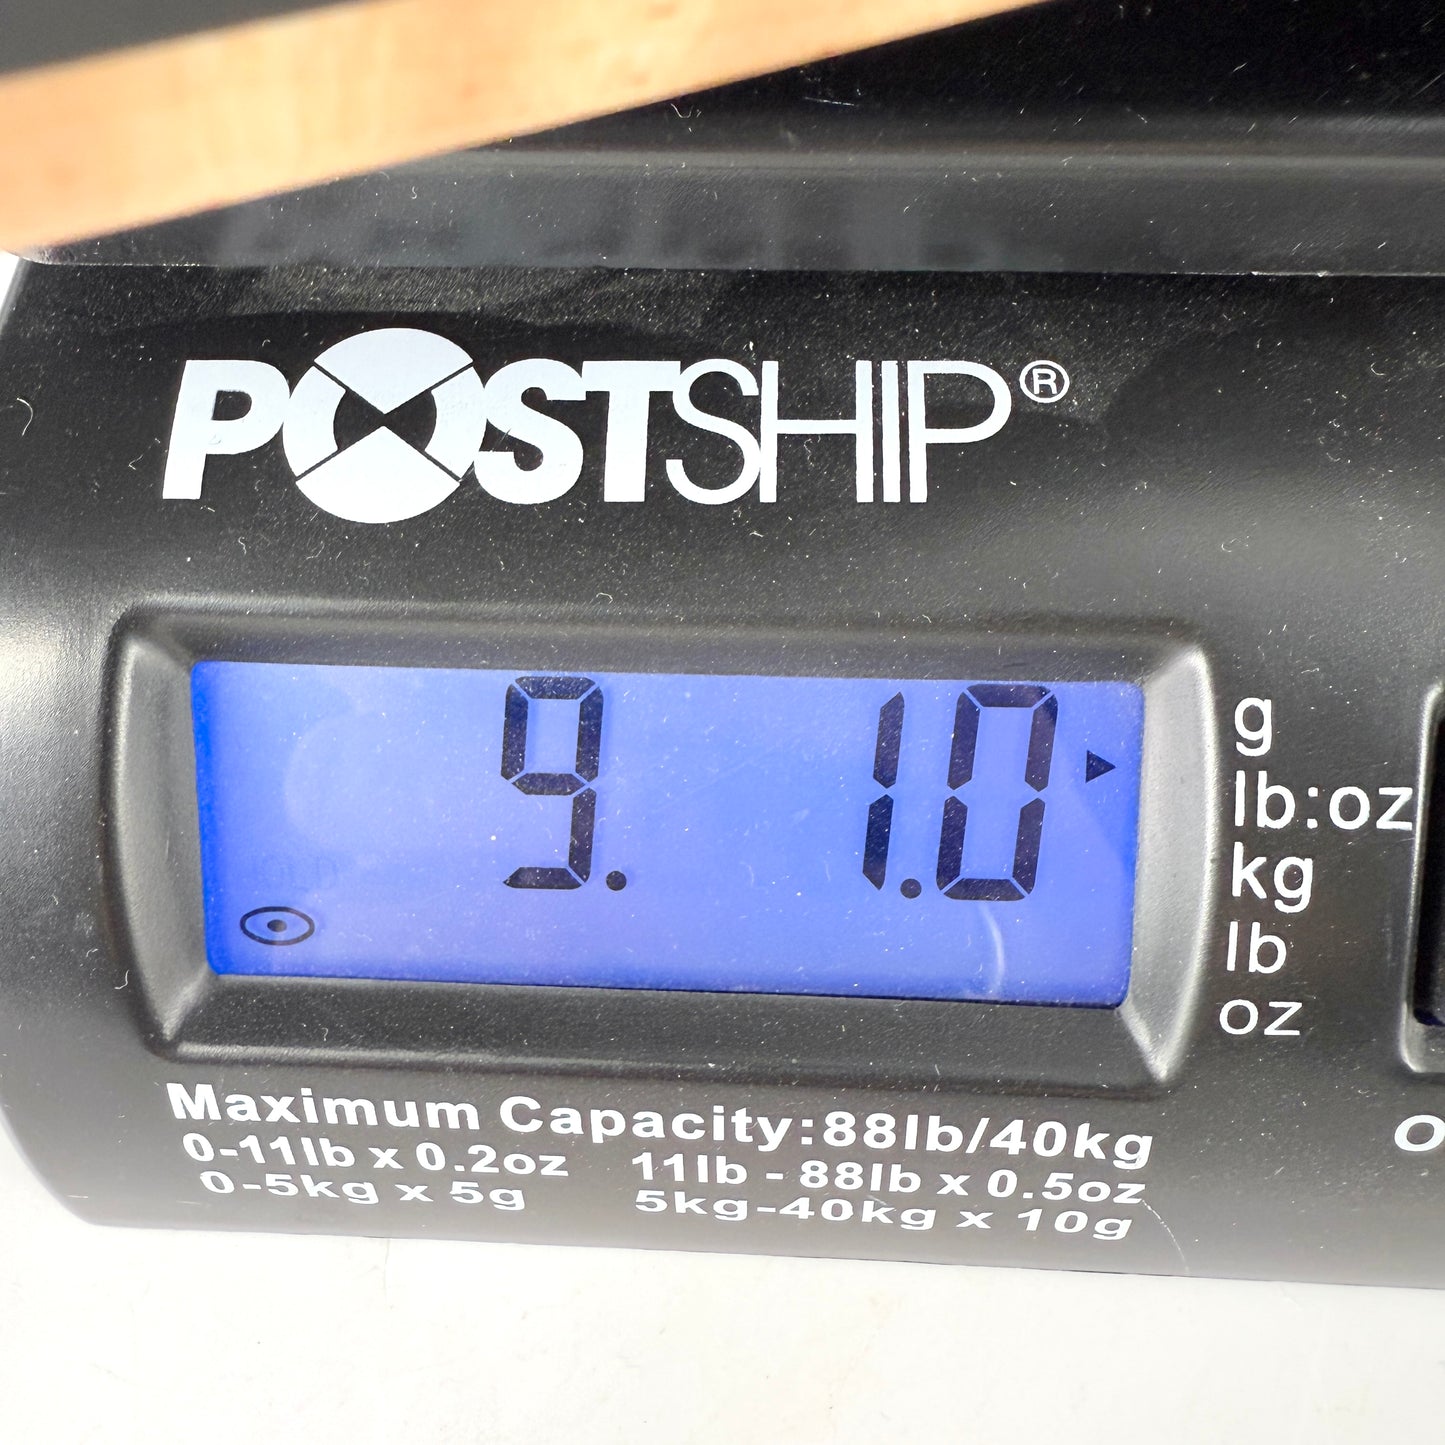 POSTSHIP®
9. 1.0
g
lb:oz
kg
lb
oz
Maximum Capacity:88lb/40kg
0-11lb x 0.2oz 11lb - 88lb x 0.5oz
0-5kg x 5g 5kg-40kg x 10g